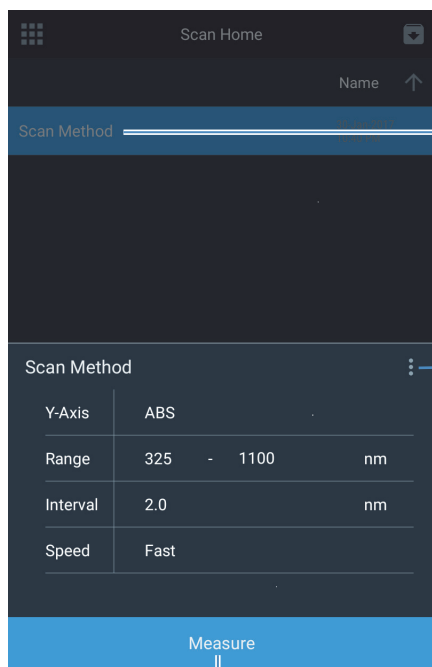 Scan Home
Name
Scan Method
Scan Method
Y-Axis ABS
Range 325 - 1100 nm
Interval 2.0 nm
Speed Fast
Measure